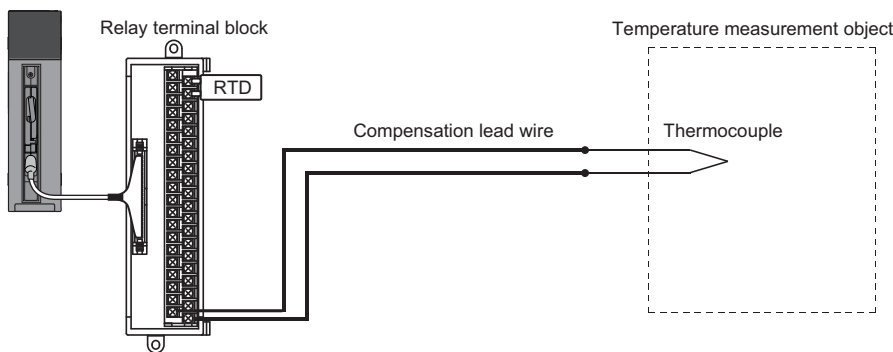 Relay terminal block
Temperature measurement object
RTD
Compensation lead wire
Thermocouple